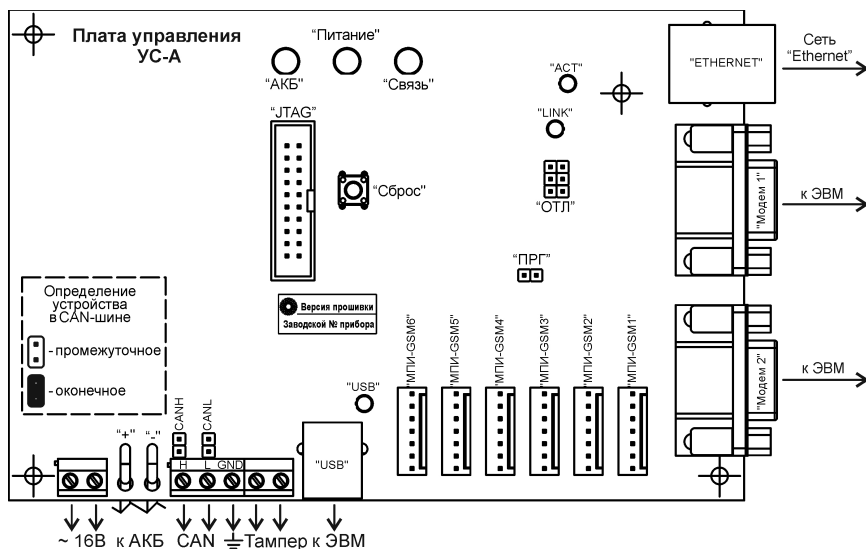 Плата управления
УС-А
"Питание"
"АКБ"
"Связь"
"ACT"
"LINK"
"ETHERNET"
Сеть
"Ethernet"
"JTAG"
"Сброс"
"ОТЛ"
"Модем 1"
к ЭВМ
"ПРГ"
Определение
устройства
в CAN-шине
- промежуточное
- оконечное
Версия прошивки
Заводской № прибора
"МПИ-GSM6"
"МПИ-GSM5"
"МПИ-GSM4"
"МПИ-GSM3"
"МПИ-GSM2"
"МПИ-GSM1"
"Модем 2"
к ЭВМ
"USB"
CANH
CANL
"+"
"-"
H L GND
"USB"
~ 16В к АКБ CAN Тампер к ЭВМ